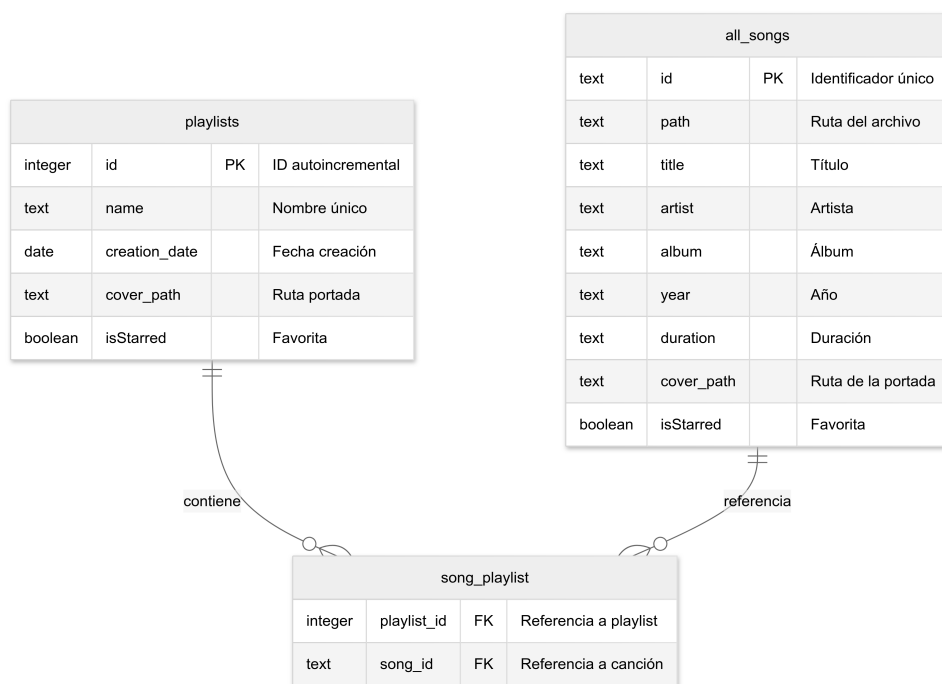 playlists
integer id PK ID autoincremental
text name Nombre único
date creation_date Fecha creación
text cover_path Ruta portada
boolean isStarred Favorita
all_songs
text id PK Identificador único
text path Ruta del archivo
text title Título
text artist Artista
text album Álbum
text year Año
text duration Duración
text cover_path Ruta de la portada
boolean isStarred Favorita
contiene
referencia
song_playlist
integer playlist_id FK Referencia a playlist
text song_id FK Referencia a canción